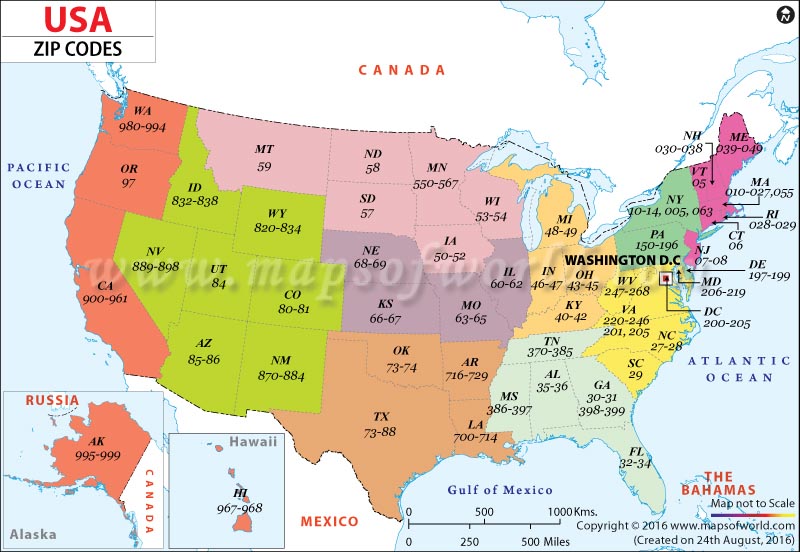 USA
ZIP CODES
CANADA
PACIFIC
OCEAN
WA
980-994
OR
97
CA
900-961
ID
832-838
NV
889-898
MT
59
WY
820-834
UT
84
CO
80-81
AZ
85-86
NM
870-884
ND
58
SD
57
MN
550-567
WI
53-54
IA
50-52
NE
68-69
KS
66-67
MO
63-65
IL
60-62
MI
48-49
IN
46-47
OH
43-45
KY
40-42
OK
73-74
TX
73-88
AR
716-729
LA
700-714
TN
370-385
MS
386-397
AL
35-36
GA
30-31
398-399
FL
32-34
SC
29
NC
27-28
VA
220-246
201, 205
WV
247-268
WASHINGTON D.C
PA
150-196
NY
10-14, 005, 063
NH
030-038
VT
05
ME
039-049
MA
010-027,055
RI
028-029
CT
06
NJ
07-08
DE
197-199
MD
206-219
DC
200-205
ATLANTIC
OCEAN
www.mapsofworld.com
RUSSIA
AK
995-999
CANADA
Alaska
Hawaii
HI
967-968
MEXICO
Gulf of Mexico
THE
BAHAMAS
0 500 1000 Kms.
0 250 500 Miles
Map not to Scale
Copyright © 2016 www.mapsofworld.com
(Created on 24th August, 2016)